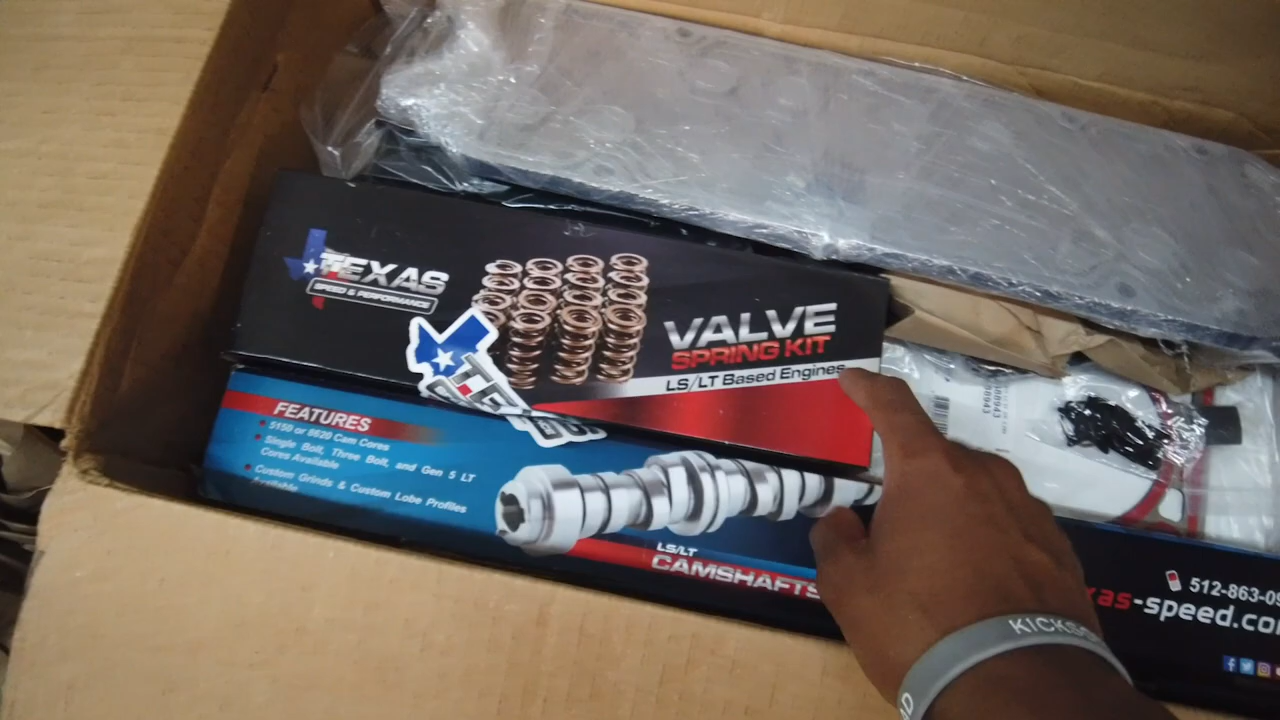 TEXAS
SPEED & PERFORMANCE
VALVE
SPRING KIT
LS/LT Based Engines
FEATURES
• 5150 or 8620 Cam Cores
• Single Bolt, Three Bolt, and Gen 5 LT
Cores Available
• Custom Grinds & Custom Lobe Profiles
Available
LS/LT
CAMSHAFTS
512-863-09
xas-speed.com
KICKS